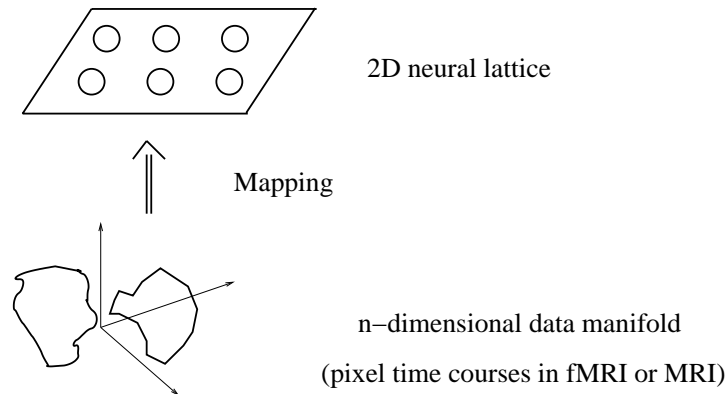 2D neural lattice
Mapping
n−dimensional data manifold
(pixel time courses in fMRI or MRI)